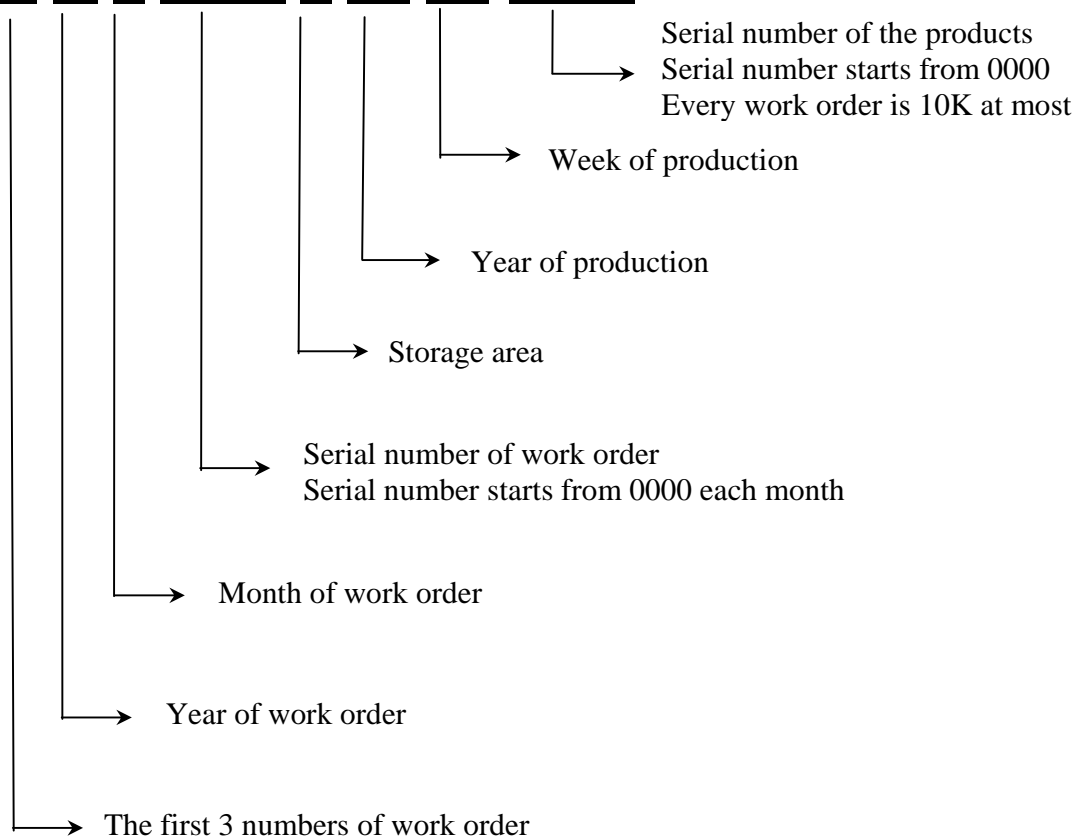 Serial number of the products
Serial number starts from 0000
Every work order is 10K at most
Week of production
Year of production
Storage area
Serial number of work order
Serial number starts from 0000 each month
Month of work order
Year of work order
The first 3 numbers of work order